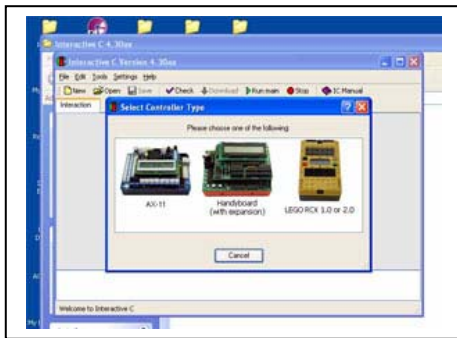 Interactive C 4.30ox
Interactive C Version 4.30ox
File Edit Tools Settings Help
New Open Save Check Download Run main Stop IC Manual
Interaction
Select Controller Type
Please choose one of the following
AX-11
Handyboard
(with expansion)
LEGO RCX 1.0 or 2.0
Cancel
Welcome to Interactive C